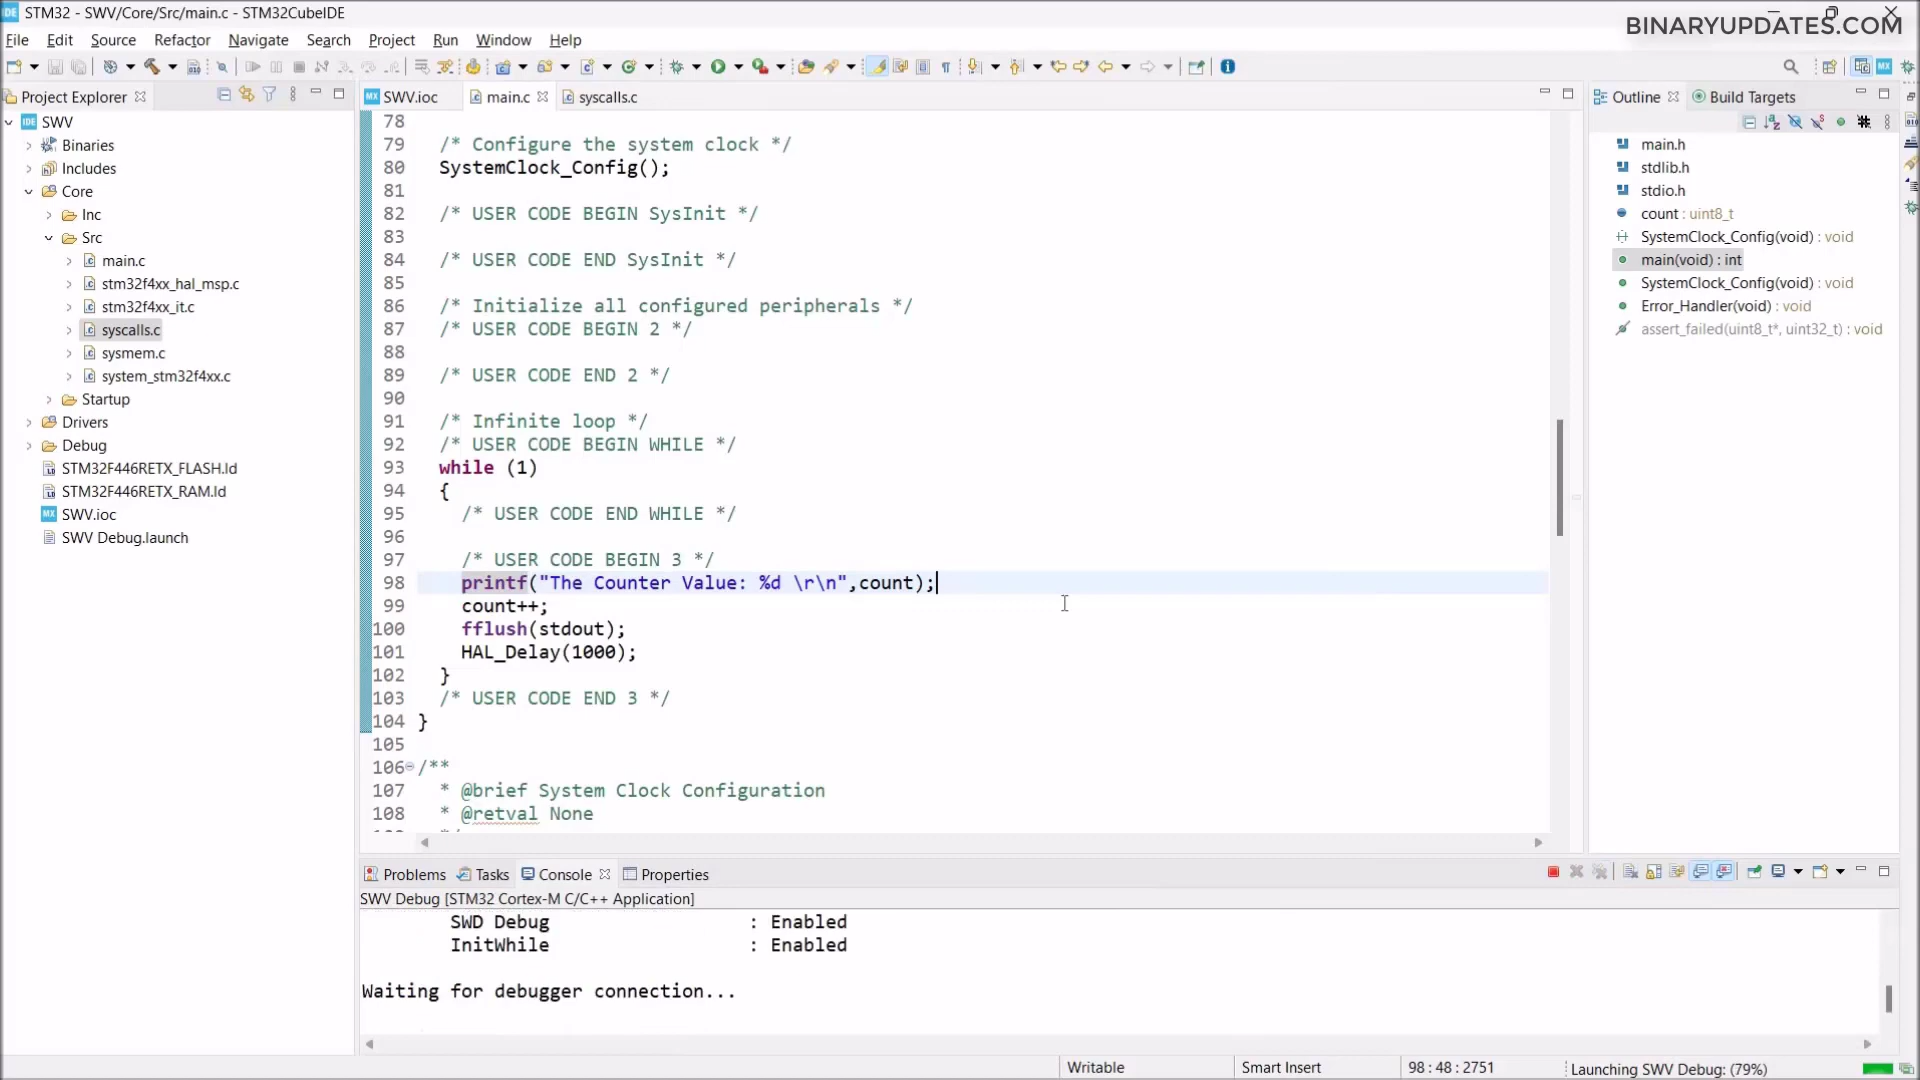 STM32 - SWV/Core/Src/main.c - STM32CubeIDE
BINARYUPDATES.COM
File Edit Source Refactor Navigate Search Project Run Window Help
Project Explorer
SWV
Binaries
Includes
Core
Inc
Src
main.c
stm32f4xx_hal_msp.c
stm32f4xx_it.c
syscalls.c
sysmem.c
system_stm32f4xx.c
Startup
Drivers
Debug
STM32F446RETX_FLASH.ld
STM32F446RETX_RAM.ld
SWV.ioc
SWV Debug.launch
SWV.ioc main.c syscalls.c
78
79 /* Configure the system clock */
80 SystemClock_Config();
81
82 /* USER CODE BEGIN SysInit */
83
84 /* USER CODE END SysInit */
85
86 /* Initialize all configured peripherals */
87 /* USER CODE BEGIN 2 */
88
89 /* USER CODE END 2 */
90
91 /* Infinite loop */
92 /* USER CODE BEGIN WHILE */
93 while (1)
94 {
95 /* USER CODE END WHILE */
96
97 /* USER CODE BEGIN 3 */
98 printf("The Counter Value: %d \r\n",count);
99 count++;
100 fflush(stdout);
101 HAL_Delay(1000);
102 }
103 /* USER CODE END 3 */
104 }
105
106 /**
107 * @brief System Clock Configuration
108 * @retval None
Outline Build Targets
main.h
stdlib.h
stdio.h
count : uint8_t
SystemClock_Config(void) : void
main(void) : int
SystemClock_Config(void) : void
Error_Handler(void) : void
assert_failed(uint8_t*, uint32_t) : void
Problems Tasks Console Properties
SWV Debug [STM32 Cortex-M C/C++ Application]
SWD Debug : Enabled
InitWhile : Enabled
Waiting for debugger connection...
Writable Smart Insert 98 : 48 : 2751 Launching SWV Debug: (79%)